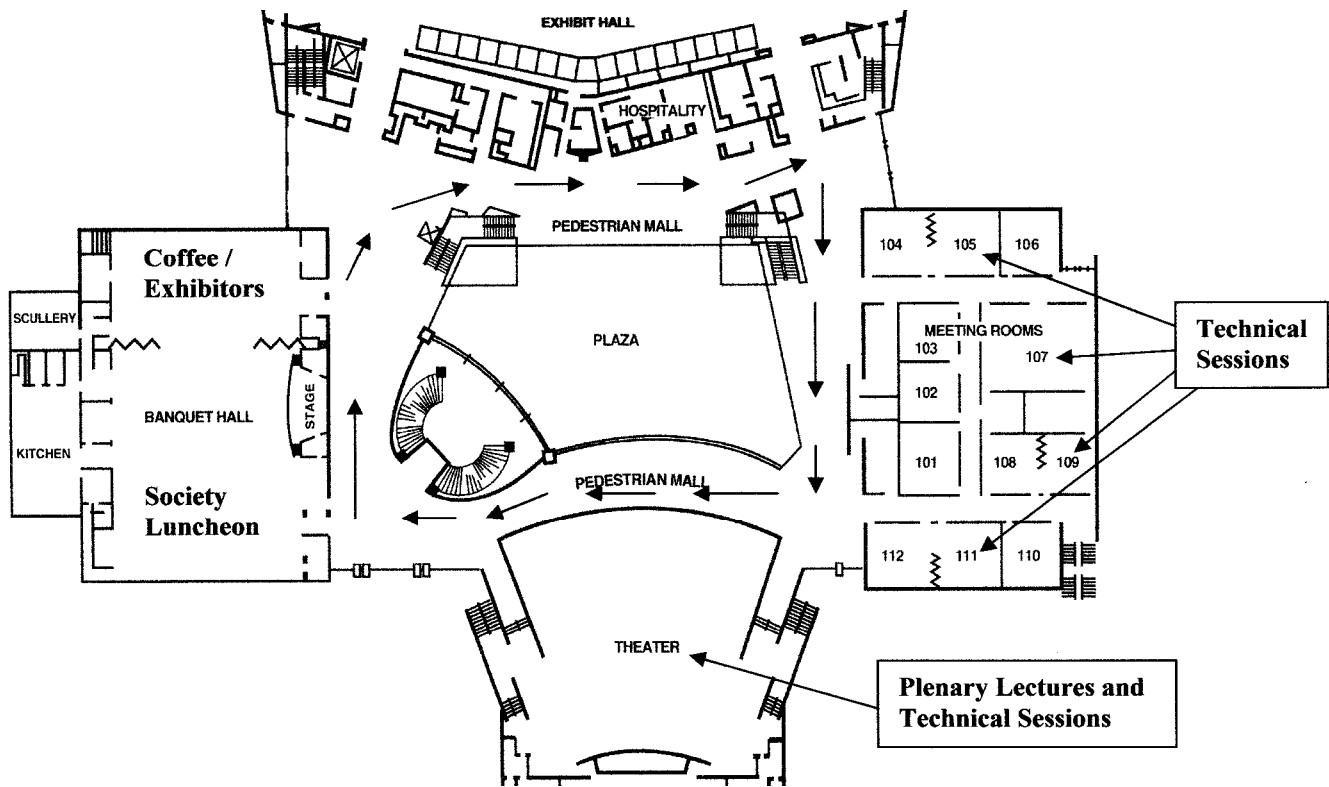 EXHIBIT HALL
HOSPITALITY
PEDESTRIAN MALL
104
105
106
Coffee /
Exhibitors
SCULLERY
PLAZA
MEETING ROOMS
103
107
Technical
Sessions
102
STAGE
BANQUET HALL
KITCHEN
101
108
109
PEDESTRIAN MALL
Society
Luncheon
112
111
110
THEATER
Plenary Lectures and
Technical Sessions